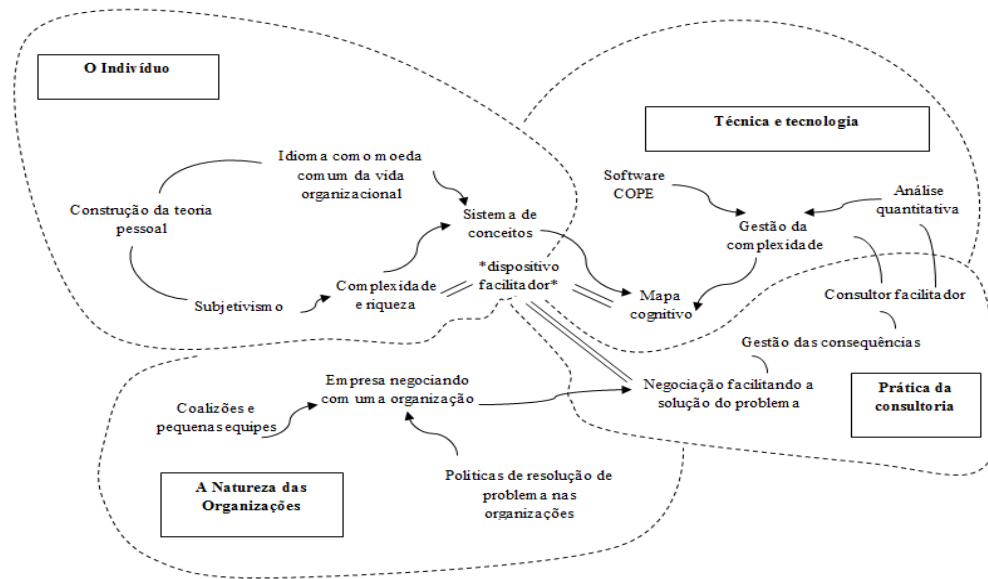 O Indivíduo
Idioma como moeda
comum da vida
organizacional
Construção da teoria
pessoal
Subjetivismo
Complexidade
e riqueza
Sistema de
conceitos
*dispositivo
facilitador*
Técnica e tecnologia
Software
COPE
Análise
quantitativa
Gestão da
complexidade
Mapa
cognitivo
Consultor facilitador
Gestão das consequências
Negociação facilitando a
solução do problema
Prática da
consultoria
Empresa negociando
com uma organização
Coalizões e
pequenas equipes
Políticas de resolução de
problema nas
organizações
A Natureza das
Organizações